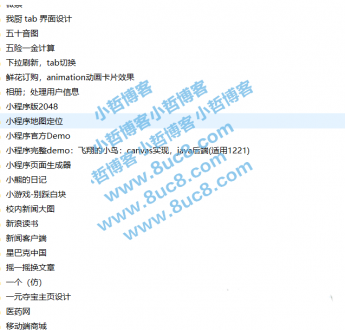 我厨 tab 界面设计
五十音图
五险一金计算
下拉刷新，tab切换
鲜花订购，animation动画卡片效果
相册；处理用户信息
小程序版2048
小程序地图定位
小程序官方Demo
小程序完整demo：飞翔的小鸟：canvas实现，java后端(适用1221)
小程序页面生成器
小熊的日记
小游戏-别踩白块
校内新闻大图
新浪读书
新闻客户端
星巴克中国
摇一摇换文章
一个（仿）
一元夺宝主页设计
医药网
移动端商城
小哲博客
小哲博客
小哲博客
小哲博客
www.8uc8.com
www.8uc8.com
www.8uc8.com